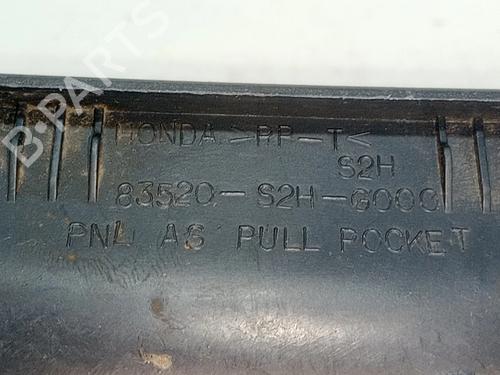 B-PARTS
HONDA >PP-T<
S2H
83520-S2H-G000
PNL AS PULL POCKET